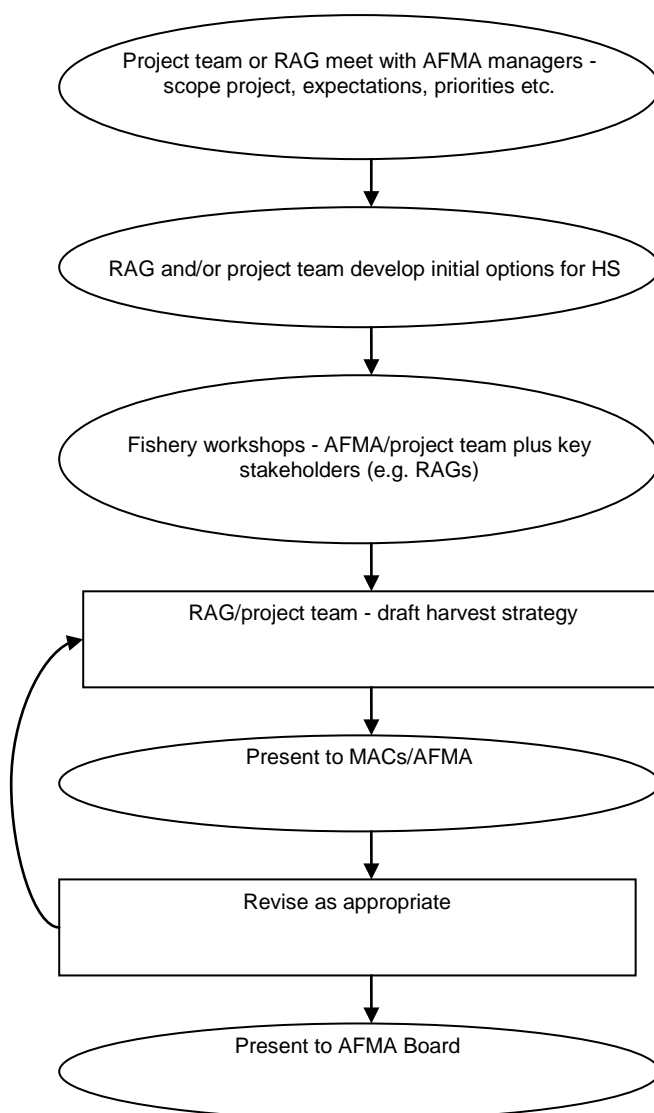 Project team or RAG meet with AFMA managers -
scope project, expectations, priorities etc.
RAG and/or project team develop initial options for HS
Fishery workshops - AFMA/project team plus key
stakeholders (e.g. RAGs)
RAG/project team - draft harvest strategy
Present to MACs/AFMA
Revise as appropriate
Present to AFMA Board